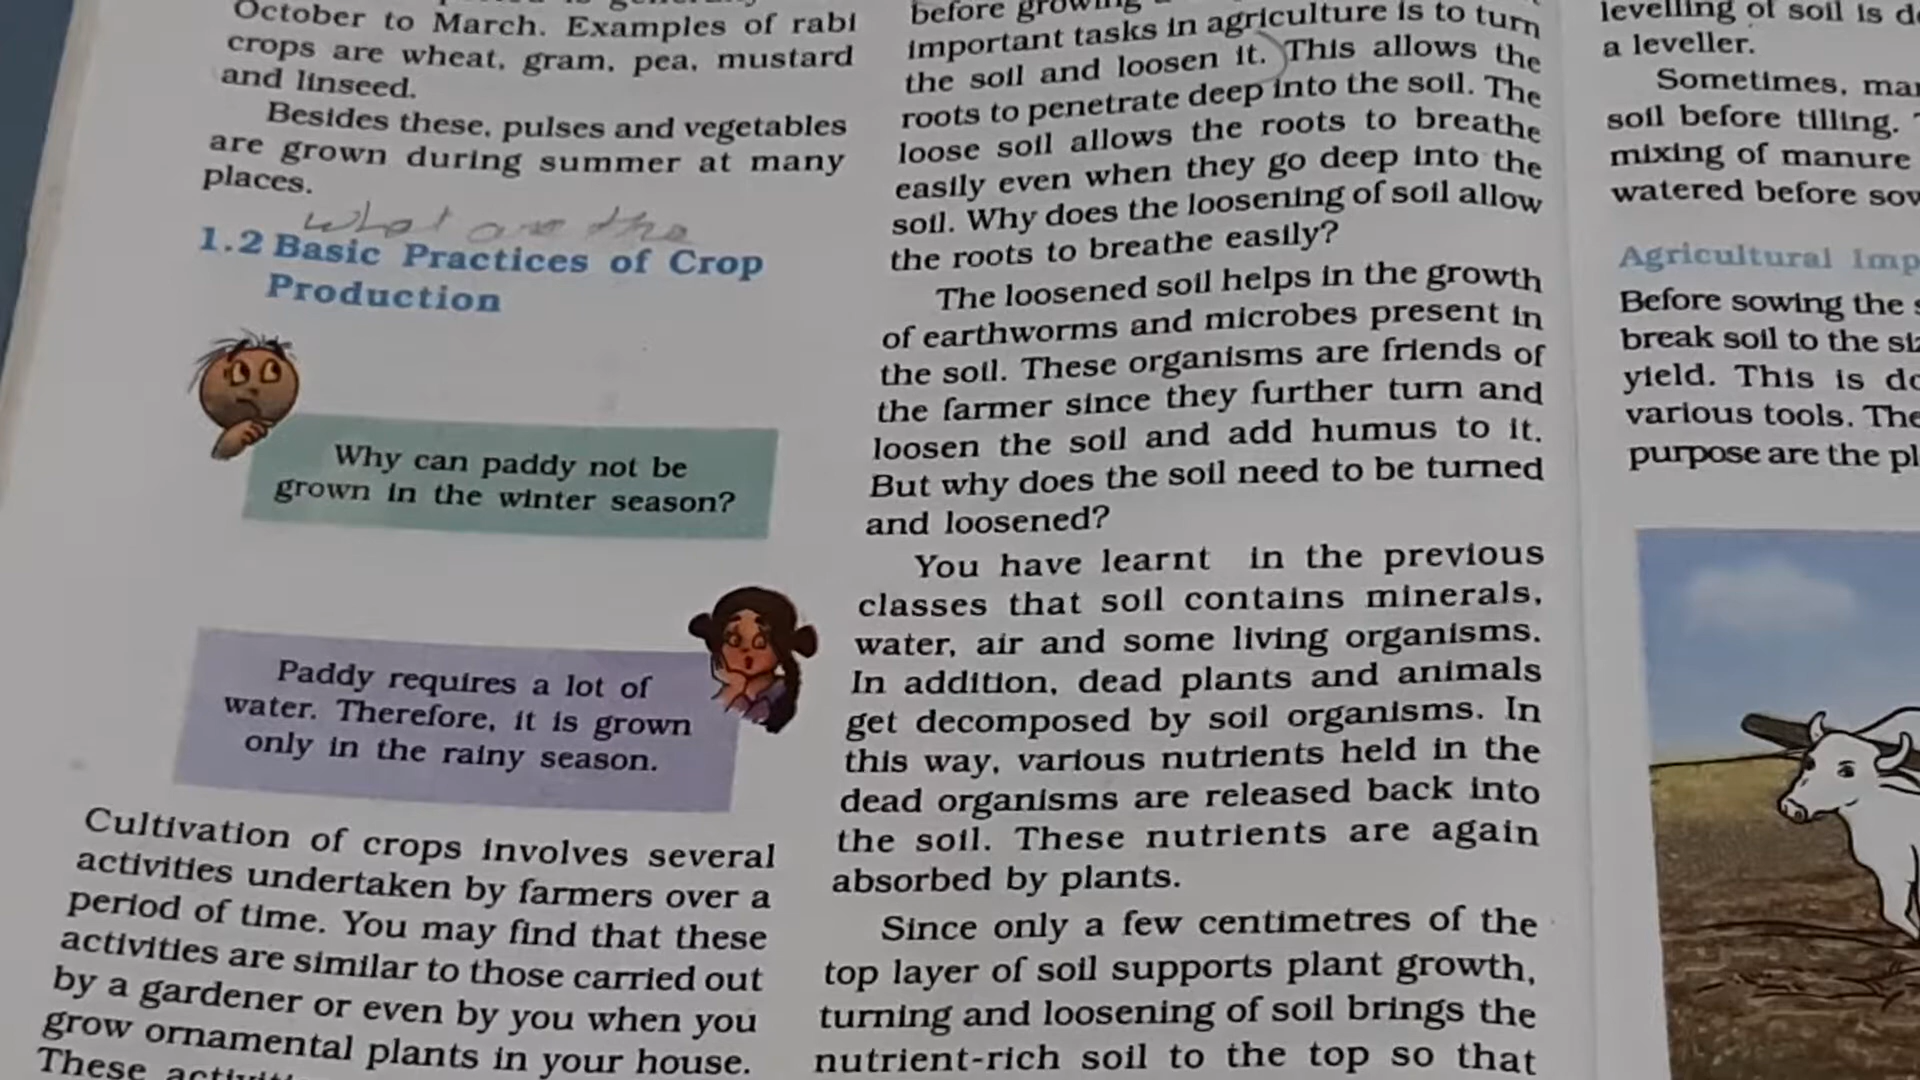 October to March. Examples of rabi
crops are wheat, gram, pea, mustard
and linseed.
Besides these, pulses and vegetables
are grown during summer at many
places.
What are the
1.2 Basic Practices of Crop
Production
Why can paddy not be
grown in the winter season?
Paddy requires a lot of
water. Therefore, it is grown
only in the rainy season.
Cultivation of crops involves several
activities undertaken by farmers over a
period of time. You may find that these
activities are similar to those carried out
by a gardener or even by you when you
grow ornamental plants in your house.
These
before
important tasks in agriculture is to turn
the soil and loosen it. This allows the
roots to penetrate deep into the soil. The
loose soil allows the roots to breathe
easily even when they go deep into the
soil. Why does the loosening of soil allow
the roots to breathe easily?
The loosened soil helps in the growth
of earthworms and microbes present in
the soil. These organisms are friends of
the farmer since they further turn and
loosen the soil and add humus to it.
But why does the soil need to be turned
and loosened?
You have learnt in the previous
classes that soil contains minerals,
water, air and some living organisms.
In addition, dead plants and animals
get decomposed by soil organisms. In
this way, various nutrients held in the
dead organisms are released back into
the soil. These nutrients are again
absorbed by plants.
Since only a few centimetres of the
top layer of soil supports plant growth,
turning and loosening of soil brings the
nutrient-rich soil to the top so that
levelling of soil is
a leveller.
Sometimes,
soil before tilling.
mixing of manure
watered before
Agricultural
Before sowing the
break soil to the
yield. This is
various tools.
purpose are the